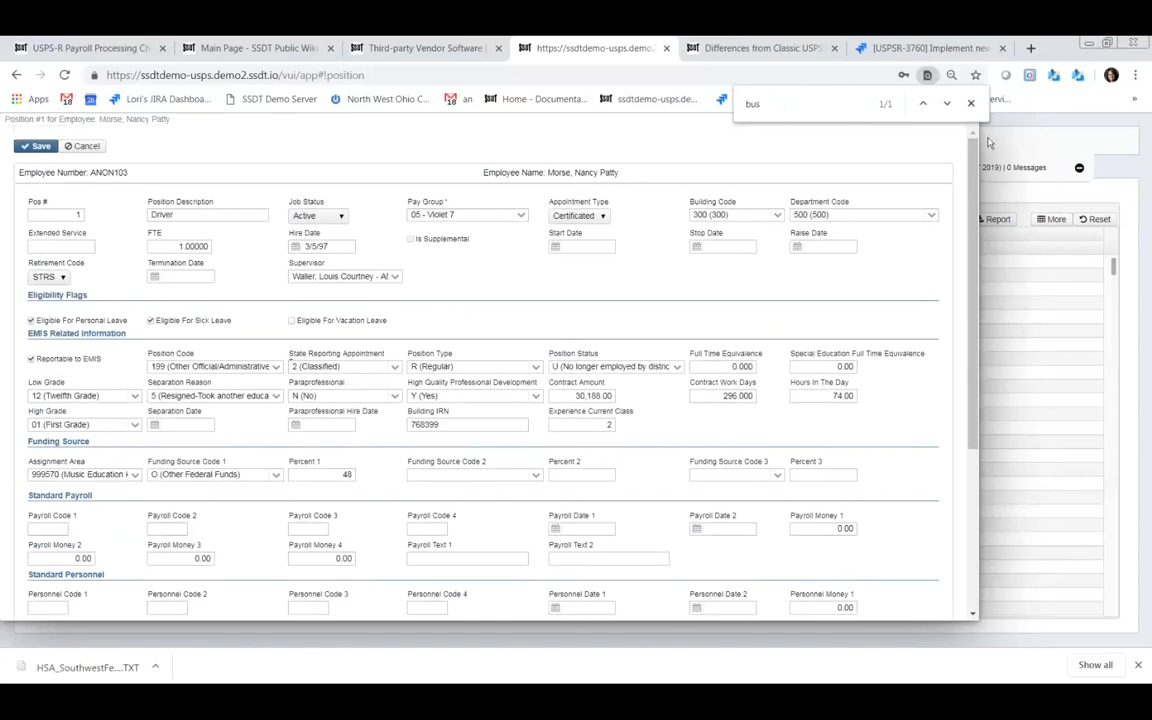 USPS-R Payroll Processing Ch
Main Page - SSDT Public Wiki
Third-party Vendor Software I
https://ssdtdemo-usps.demo2.
Differences from Classic USPS
[USPSR-3760] Implement new
https://ssdtdemo-usps.demo2.ssdt.io/vui/app#!position
Apps
Lori's JIRA Dashboa...
SSDT Demo Server
North West Ohio C...
an
Home - Documenta...
ssdtdemo-usps.de...
bus 1/1
Position #1 for Employee: Morse, Nancy Patty
Save Cancel
2019) | 0 Messages
Employee Number: ANON103 Employee Name: Morse, Nancy Patty
Pos # Position Description Job Status * Pay Group * Appointment Type Building Code Department Code
1 Driver Active 05 - Violet 7 Certificated 300 (300) 500 (500)
Report More Reset
Extended Service FTE Hire Date Is Supplemental Start Date Stop Date Raise Date
1.00000 3/5/97
Retirement Code Termination Date Supervisor
STRS Waller, Louis Courtney - A
Eligibility Flags
Eligible For Personal Leave Eligible For Sick Leave Eligible For Vacation Leave
EMIS Related Information
Reportable to EMIS Position Code State Reporting Appointment Position Type Position Status Full Time Equivalence Special Education Full Time Equivalence
199 (Other Official/Administrative 2 (Classified) R (Regular) U (No longer employed by distric 0.000 0.00
Low Grade Separation Reason Paraprofessional High Quality Professional Development Contract Amount Contract Work Days Hours In The Day
12 (Twelfth Grade) 5 (Resigned-Took another educa N (No) Y (Yes) 30,188.00 296.000 74.00
High Grade Separation Date Paraprofessional Hire Date Building IRN Experience Current Class
01 (First Grade) 768399 2
Funding Source
Assignment Area Funding Source Code 1 Percent 1 Funding Source Code 2 Percent 2 Funding Source Code 3 Percent 3
999570 (Music Education O (Other Federal Funds) 48
Standard Payroll
Payroll Code 1 Payroll Code 2 Payroll Code 3 Payroll Code 4 Payroll Date 1 Payroll Date 2 Payroll Money 1
0.00
Payroll Money 2 Payroll Money 3 Payroll Money 4 Payroll Text 1 Payroll Text 2
0.00 0.00 0.00
Standard Personnel
Personnel Code 1 Personnel Code 2 Personnel Code 3 Personnel Code 4 Personnel Date 1 Personnel Date 2 Personnel Money 1
0.00
HSA_SouthwestFe....TXT
Show all